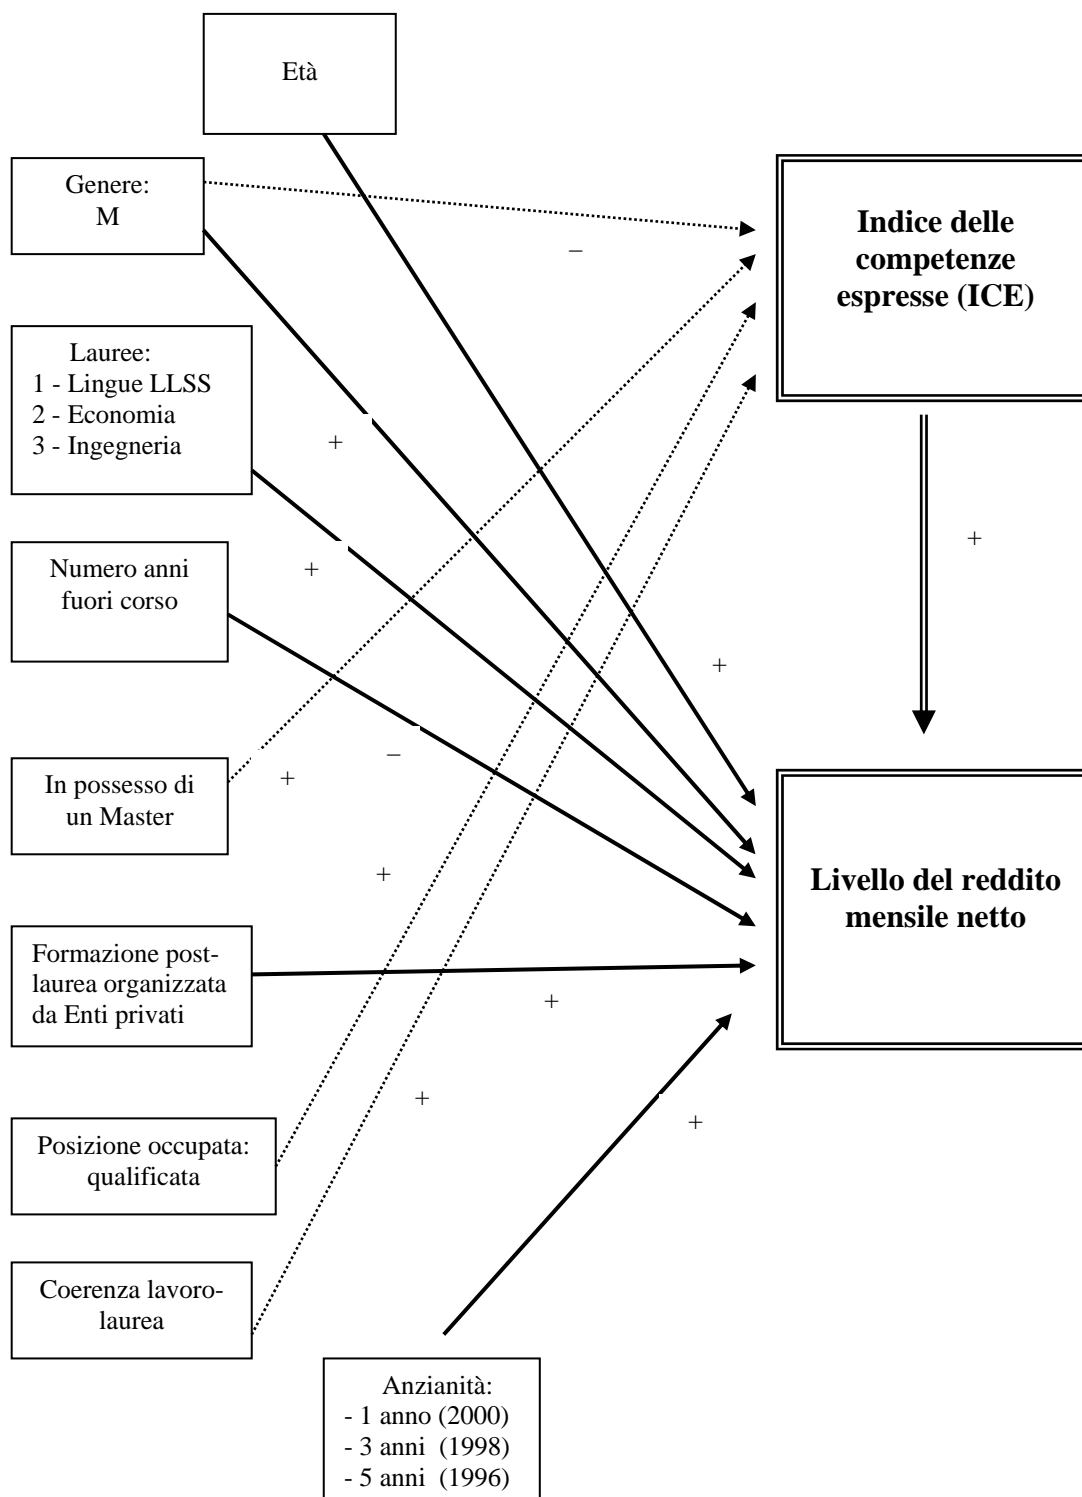 Età
Genere:
M
Indice delle
competenze
espresse (ICE)
–
Lauree:
1 - Lingue LLSS
2 - Economia
3 - Ingegneria
+
+
Numero anni
fuori corso
+
+
–
In possesso di
un Master
+
+
Livello del reddito
mensile netto
Formazione post-
laurea organizzata
da Enti privati
+
+
+
Posizione occupata:
qualificata
Coerenza lavoro-
laurea
Anzianità:
- 1 anno (2000)
- 3 anni (1998)
- 5 anni (1996)